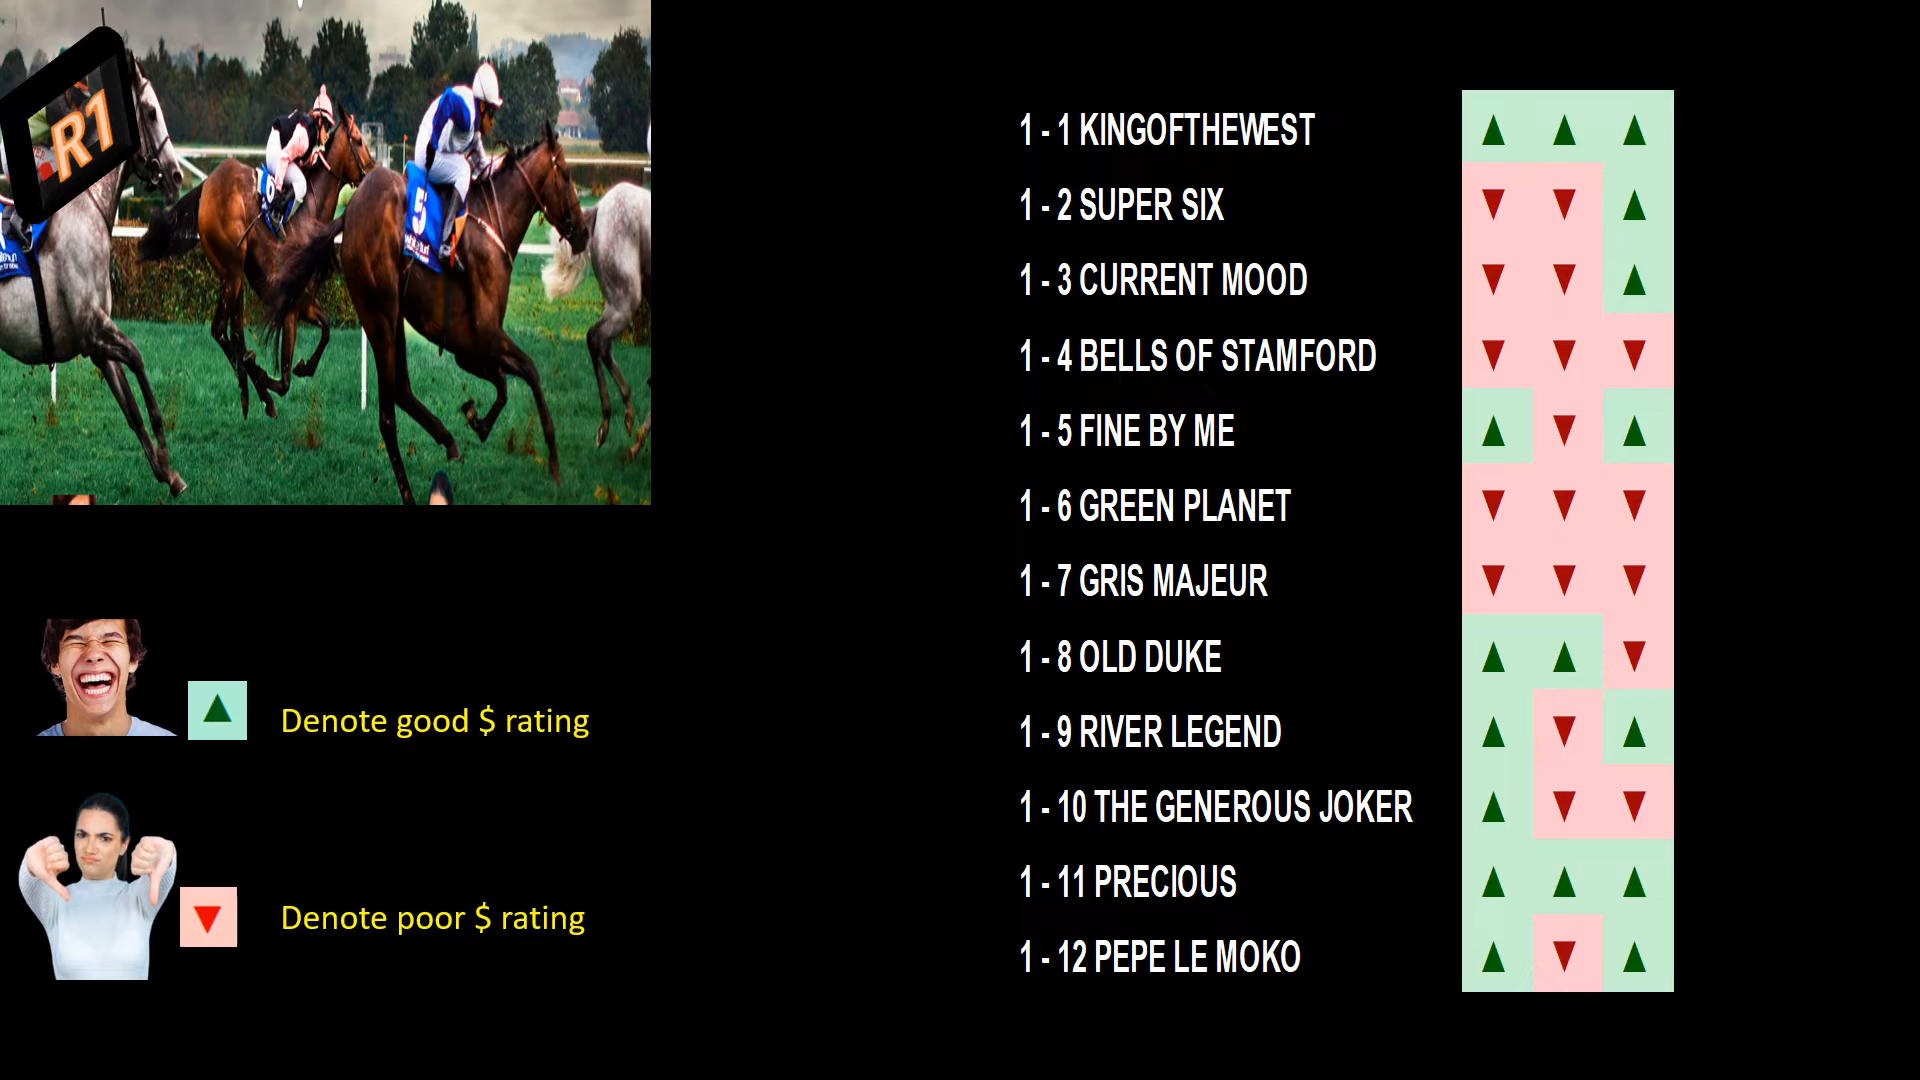 R1
5
1 - 1 KINGOFTHEWEST
1 - 2 SUPER SIX
1 - 3 CURRENT MOOD
1 - 4 BELLS OF STAMFORD
1 - 5 FINE BY ME
1 - 6 GREEN PLANET
1 - 7 GRIS MAJEUR
1 - 8 OLD DUKE
1 - 9 RIVER LEGEND
1 - 10 THE GENEROUS JOKER
1 - 11 PRECIOUS
1 - 12 PEPE LE MOKO
Denote good $ rating
Denote poor $ rating